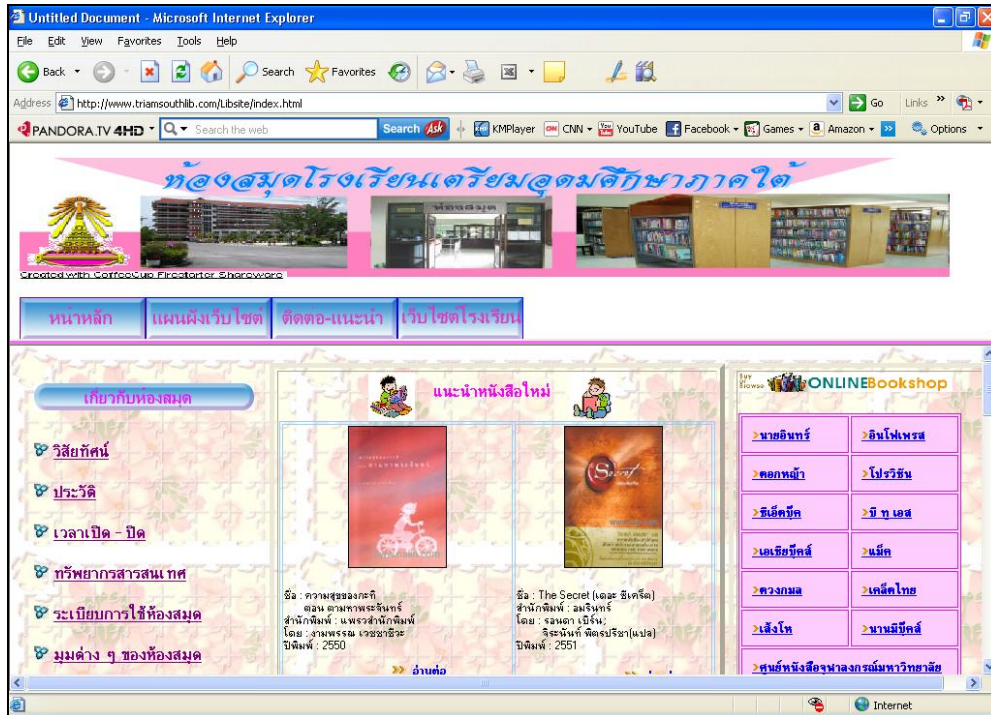 Untitled Document - Microsoft Internet Explorer
File Edit View Favorites Tools Help
Back Search Favorites
Address http://www.triamsouthlib.com/Libsite/index.html Go Links
PANDORA.TV 4HD Search the web Search Ask KMPlayer CNN YouTube Facebook Games Amazon Options
ห้องสมุดโรงเรียนเตรียมอุดมศึกษาภาคใต้
ห้องสมุด
Created with CoffeeCup Firestarter Shareware
หน้าหลัก แผนผังเว็บไซต์ ติดต่อ-แนะนำ เว็บไซต์โรงเรียน
เกี่ยวกับห้องสมุด
วิสัยทัศน์
ประวัติ
เวลาเปิด - ปิด
ทรัพยากรสารสนเทศ
ระเบียบการใช้ห้องสมุด
มุมต่าง ๆ ของห้องสมุด
แนะนำหนังสือใหม่
The Secret
ชื่อ : ความสุขของกะทิ
ตอน ตามหาพระจันทร์
สำนักพิมพ์ : แพรวสำนักพิมพ์
โดย : งามพรรณ เวชชาชีวะ
ปีพิมพ์ : 2550
อ่านต่อ
ชื่อ : The Secret (เดอะ ซีเคร็ต)
สำนักพิมพ์ : อมรินทร์
โดย : รอนดา เบิร์น;
จิระนันท์ พิตรปรีชา(แปล)
ปีพิมพ์ : 2551
Buy or Browse ONLINEBookshop
>นายอินทร์ >อินโฟเพรส
>ดอกหญ้า >โปรวิชัน
>ซีเอ็ดบุ๊ค >บี ทู เอส
>เอเชียบุ๊คส์ >แม็ค
>ดวงกมล >เคล็ดไทย
>เส้งโห >นานมีบุ๊คส์
>ศูนย์หนังสือจุฬาลงกรณ์มหาวิทยาลัย
Internet